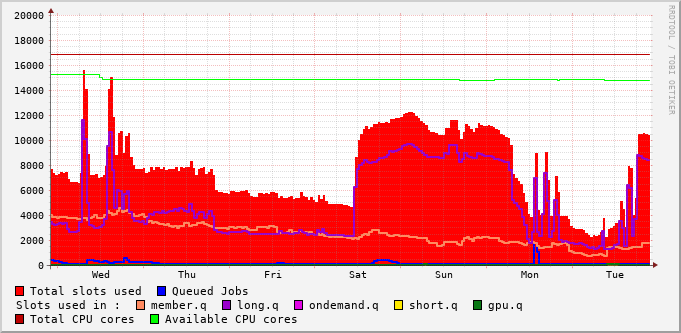 RRDTOOL / TOBI OETIKER
20000
18000
16000
14000
12000
10000
8000
6000
4000
2000
0
Wed Thu Fri Sat Sun Mon Tue
Total slots used Queued Jobs
Slots used in : member.q long.q ondemand.q short.q gpu.q
Total CPU cores Available CPU cores